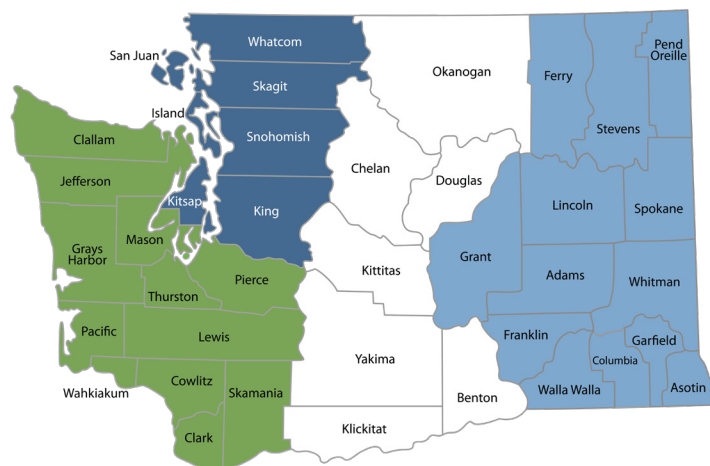 Whatcom
San Juan
Okanogan
Pend
Oreille
Ferry
Skagit
Island
Stevens
Clallam
Snohomish
Chelan
Douglas
Jefferson
Kitsap
King
Lincoln
Spokane
Mason
Grays
Harbor
Grant
Kittitas
Adams
Whitman
Pierce
Thurston
Pacific
Lewis
Franklin
Garfield
Yakima
Columbia
Cowlitz
Skamania
Wahkiakum
Walla Walla
Asotin
Benton
Klickitat
Clark